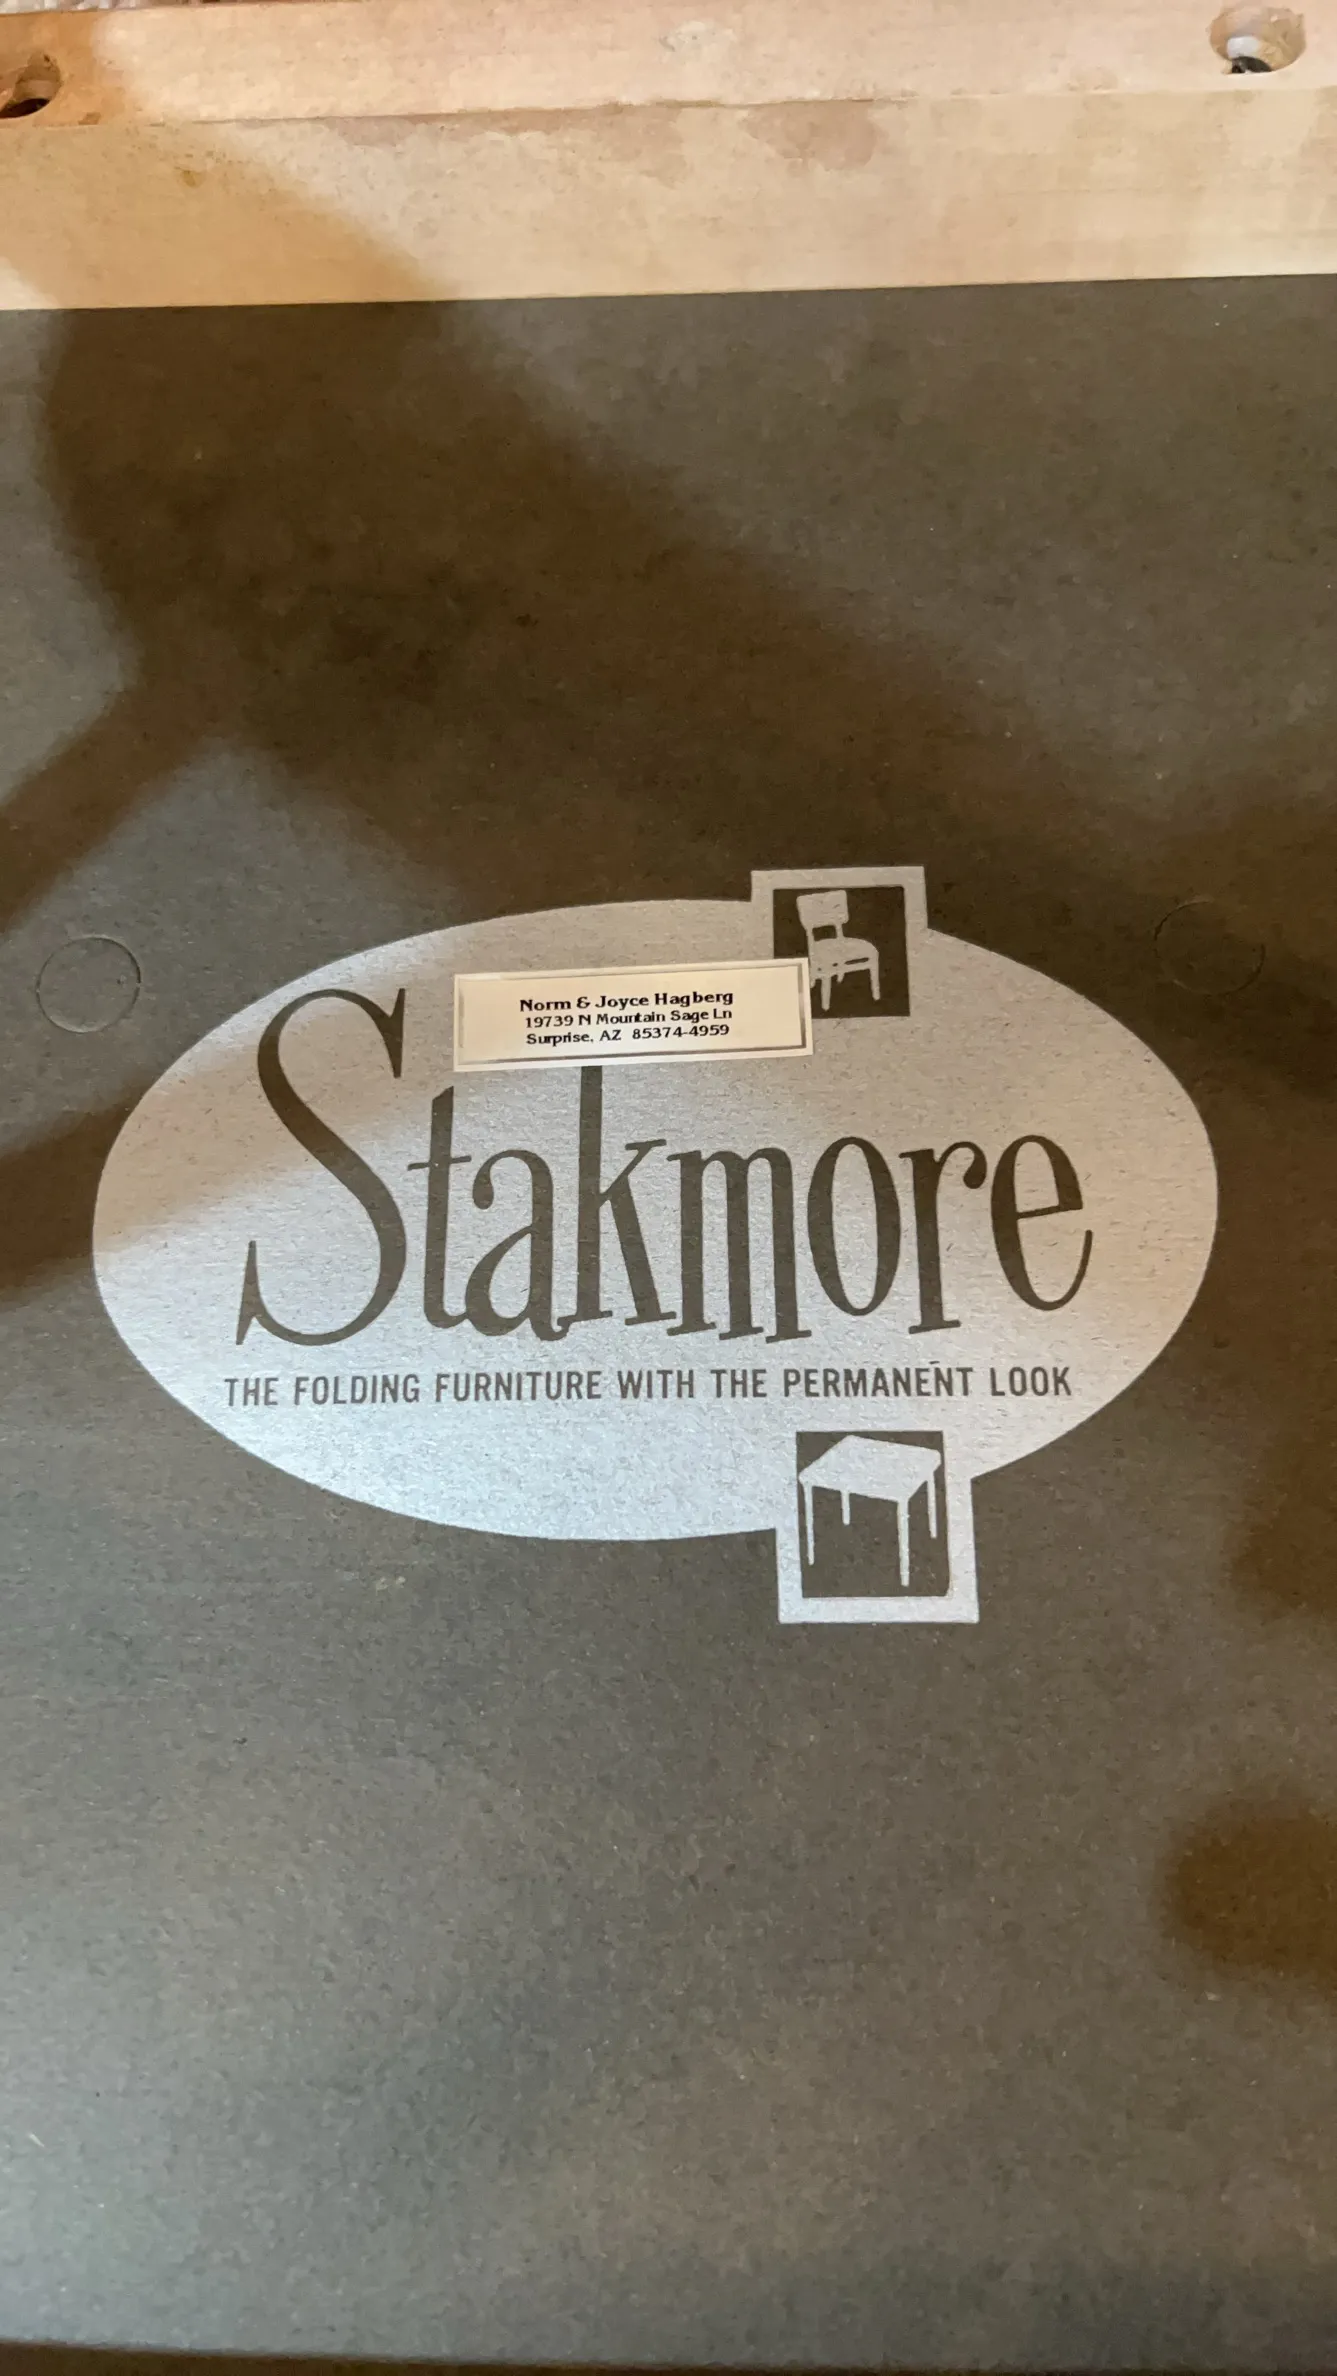 Norm & Joyce Hagberg
19739 N Mountain Sage Ln
Surprise, AZ 85374-4959
Stakmore
THE FOLDING FURNITURE WITH THE PERMANENT LOOK